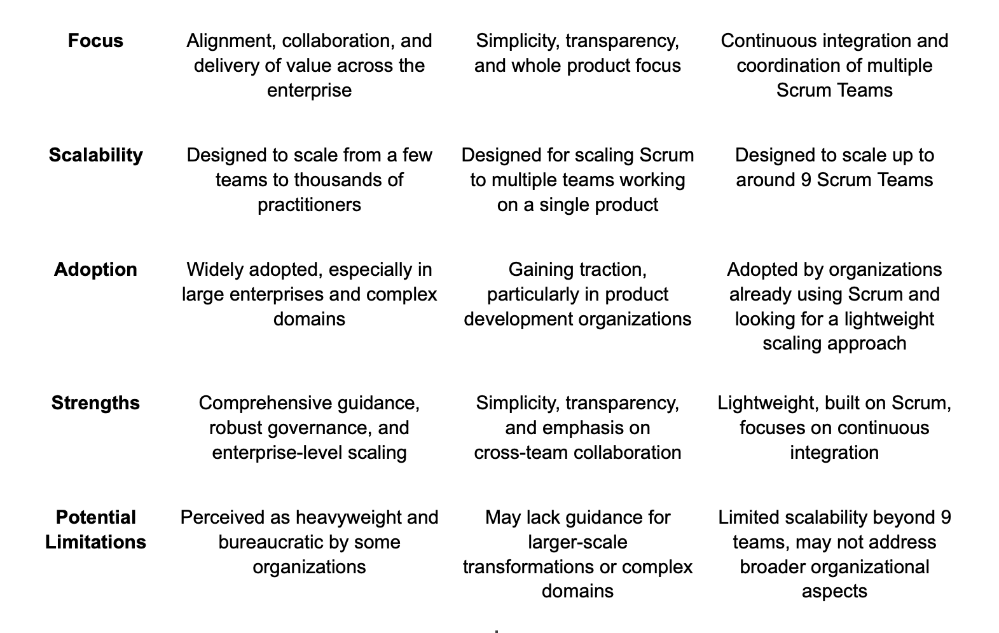 Focus
Alignment, collaboration, and
delivery of value across the
enterprise
Simplicity, transparency,
and whole product focus
Continuous integration and
coordination of multiple
Scrum Teams
Scalability
Designed to scale from a few
teams to thousands of
practitioners
Designed for scaling Scrum
to multiple teams working
on a single product
Designed to scale up to
around 9 Scrum Teams
Adoption
Widely adopted, especially in
large enterprises and complex
domains
Gaining traction,
particularly in product
development organizations
Adopted by organizations
already using Scrum and
looking for a lightweight
scaling approach
Strengths
Comprehensive guidance,
robust governance, and
enterprise-level scaling
Simplicity, transparency,
and emphasis on
cross-team collaboration
Lightweight, built on Scrum,
focuses on continuous
integration
Potential
Limitations
Perceived as heavyweight and
bureaucratic by some
organizations
May lack guidance for
larger-scale
transformations or complex
domains
Limited scalability beyond 9
teams, may not address
broader organizational
aspects